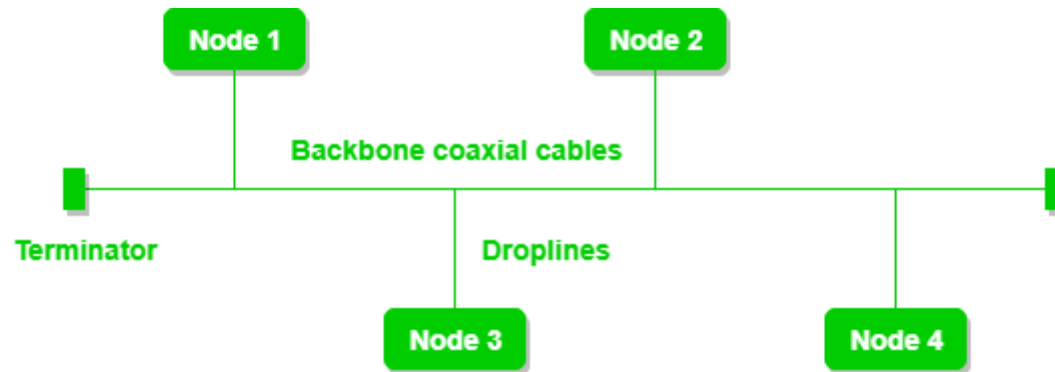 Node 1
Node 2
Backbone coaxial cables
Terminator
Droplines
Node 3
Node 4